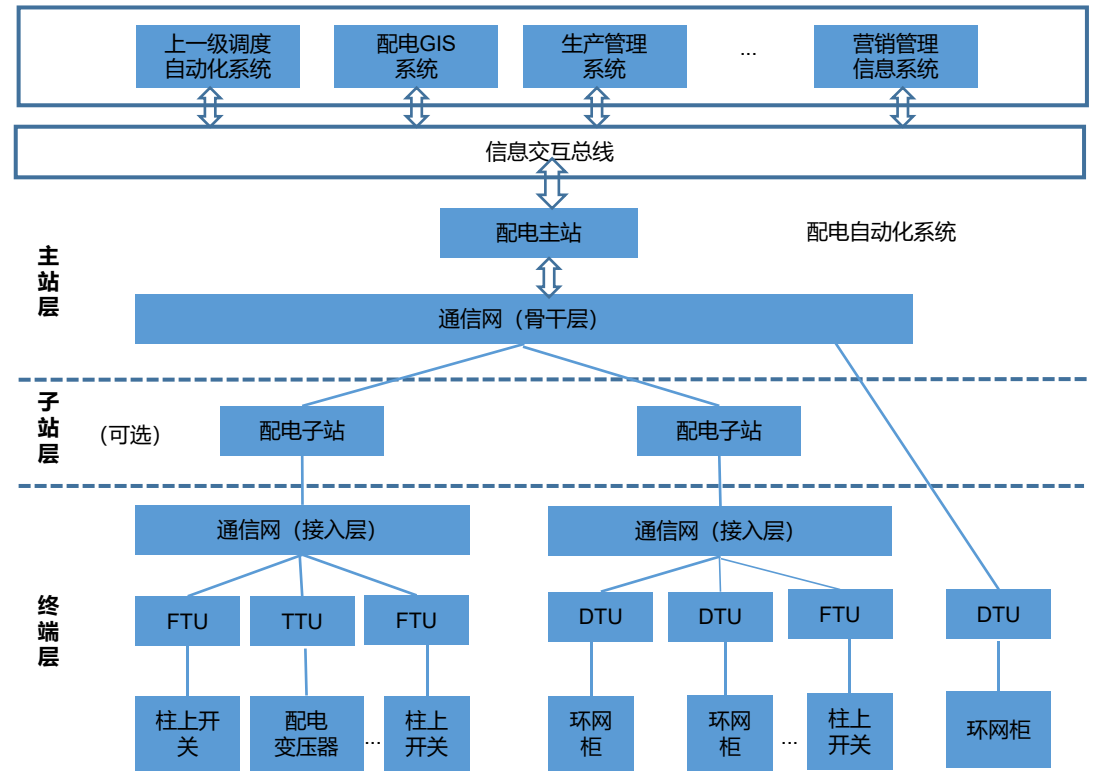 上一级调度
自动化系统
配电GIS
系统
生产管理
系统
...
营销管理
信息系统
信息交互总线
主
站
层
配电主站
配电自动化系统
通信网（骨干层）
子
站
层
(可选)
配电子站
配电子站
终
端
层
通信网（接入层）
通信网（接入层）
FTU
TTU
FTU
DTU
DTU
FTU
DTU
柱上开
关
配电
变压器
...
柱上
开关
环网
柜
环网
柜
...
柱上
开关
环网柜